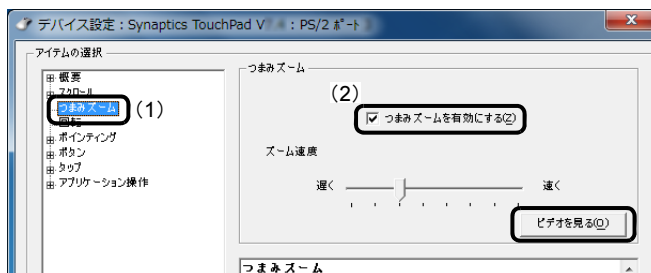 デバイス設定：Synaptics TouchPad V : PS/2 ﾎﾟｰﾄ
アイテムの選択
概要
スクロール
つまみズーム
(1)
回転
ポインティング
ボタン
タップ
アプリケーション操作
つまみズーム
(2)
つまみズームを有効にする(Z)
ズーム速度
遅く
速く
ビデオを見る(O)
つまみズーム